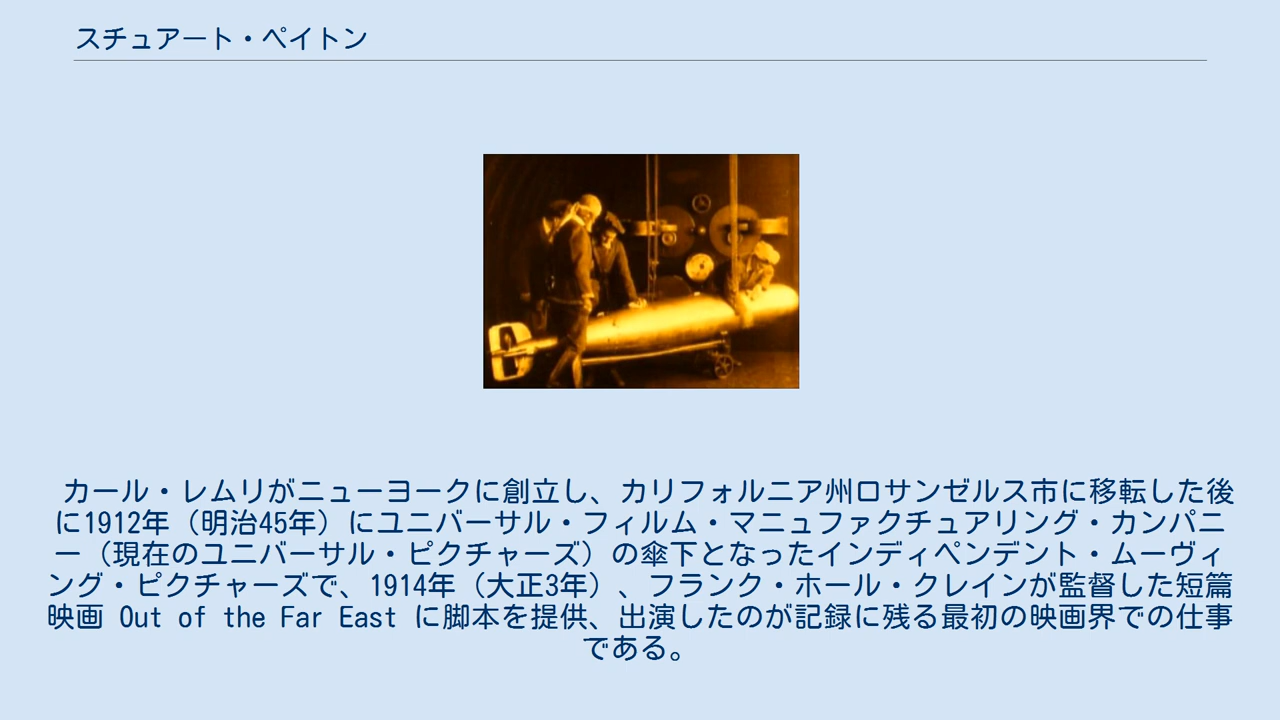 スチュアート・ペイトン
カール・レムリがニューヨークに創立し、カリフォルニア州ロサンゼルス市に移転した後
に1912年（明治45年）にユニバーサル・フィルム・マニュファクチュアリング・カンパニ
ー（現在のユニバーサル・ピクチャーズ）の傘下となったインディペンデント・ムーヴィ
ング・ピクチャーズで、1914年（大正3年）、フランク・ホール・クレインが監督した短篇
映画 Out of the Far East に脚本を提供、出演したのが記録に残る最初の映画界での仕事
である。